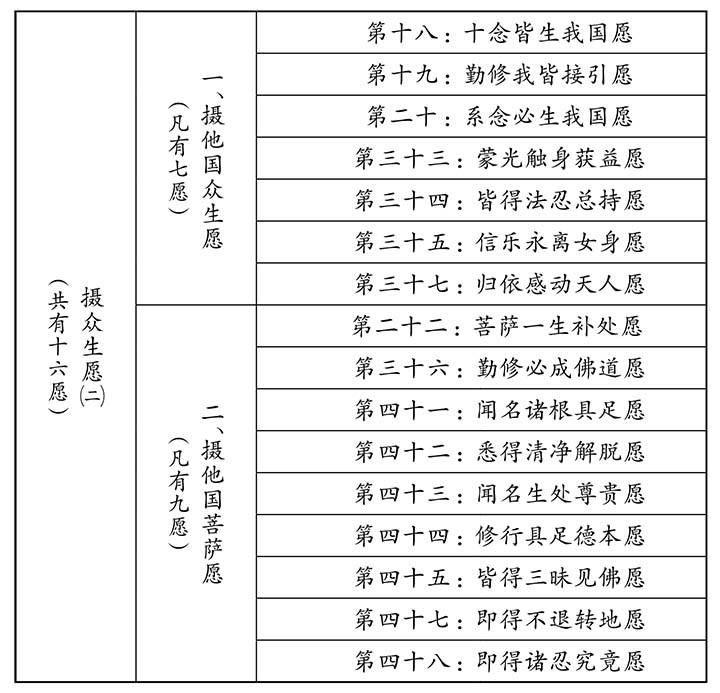 摄众生愿㈡
（共有十六愿）
一、摄他国众生愿
（凡有七愿）
第十八：十念皆生我国愿
第十九：勤修我皆接引愿
第二十：系念必生我国愿
第三十三：蒙光触身获益愿
第三十四：皆得法忍总持愿
第三十五：信乐永离女身愿
第三十七：归依感动天人愿
二、摄他国菩萨愿
（凡有九愿）
第二十二：菩萨一生补处愿
第三十六：勤修必成佛道愿
第四十一：闻名诸根具足愿
第四十二：悉得清净解脱愿
第四十三：闻名生处尊贵愿
第四十四：修行具足德本愿
第四十五：皆得三昧见佛愿
第四十七：即得不退转地愿
第四十八：即得诸忍究竟愿